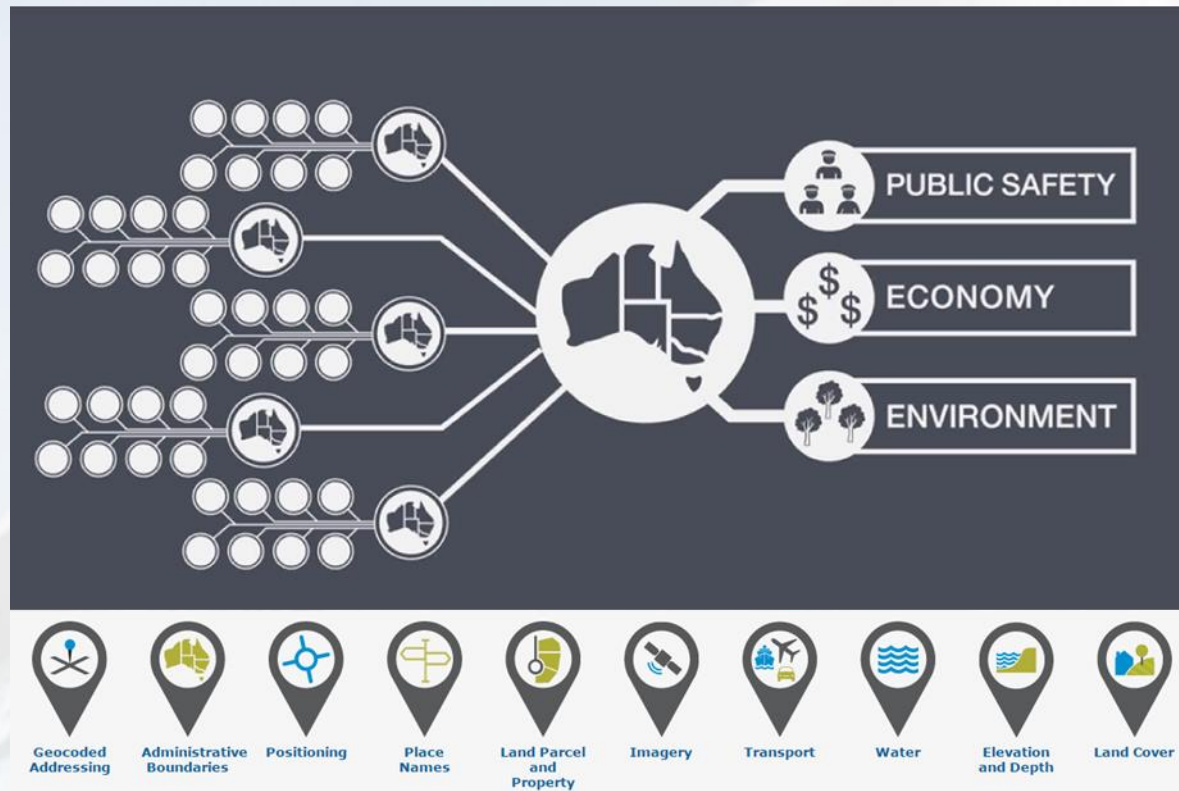 PUBLIC SAFETY
$
$ $
ECONOMY
ENVIRONMENT
Geocoded
Addressing
Administrative
Boundaries
Positioning
Place
Names
Land Parcel
and
Property
Imagery
Transport
Water
Elevation
and Depth
Land Cover